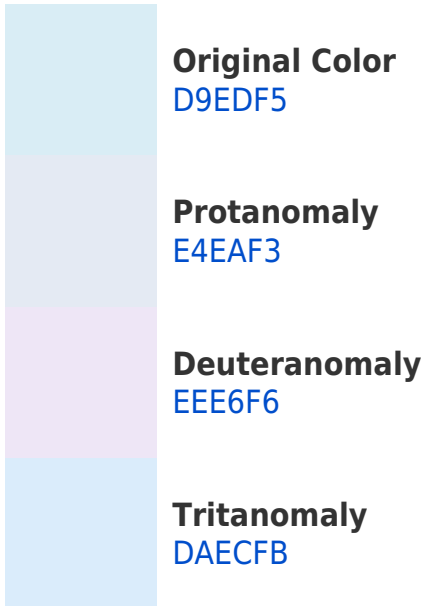 Original Color
D9EDF5
Protanomaly
E4EAF3
Deuteranomaly
EEE6F6
Tritanomaly
DAECFB